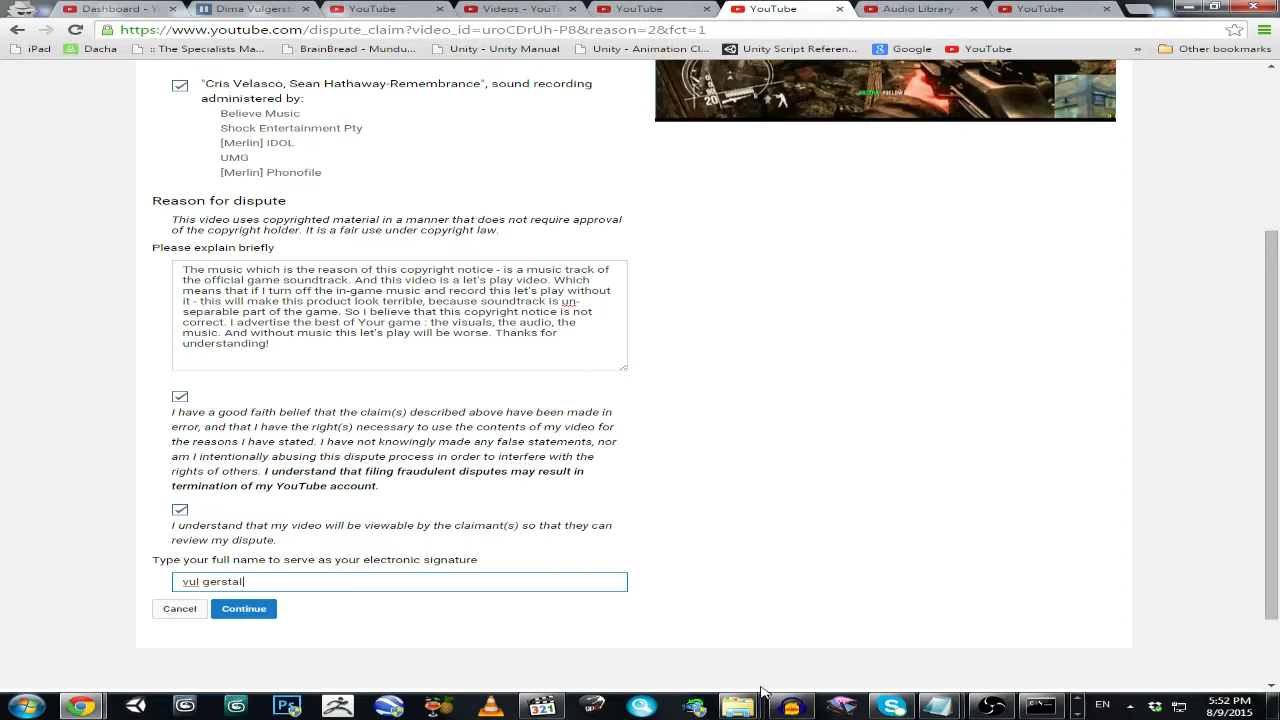 Dashboard - YouTu
Dima Vulgerst
YouTube
Videos - YouT
YouTube
YouTube
Audio Library -
YouTube
https://www.youtube.com/dispute_claim?video_id=uroCDrUh-P8&reason=2&fct=1
iPad
Dacha
:: The Specialists Ma...
BrainBread - Mundu...
Unity - Unity Manual
Unity - Animation Cl...
Unity Script Referen...
Google
YouTube
»
Other bookmarks
"Cris Velasco, Sean Hathaway-Remembrance", sound recording
administered by:
Believe Music
Shock Entertainment Pty
[Merlin] IDOL
UMG
[Merlin] Phonofile
20
Reason for dispute
This video uses copyrighted material in a manner that does not require approval
of the copyright holder. It is a fair use under copyright law.
Please explain briefly
The music which is the reason of this copyright notice - is a music track of
the official game soundtrack. And this video is a let's play video. Which
means that if I turn off the in-game music and record this let's play without
it - this will make this product look terrible, because soundtrack is un-
separable part of the game. So I believe that this copyright notice is not
correct. I advertise the best of Your game : the visuals, the audio, the
music. And without music this let's play will be worse. Thanks for
understanding!
I have a good faith belief that the claim(s) described above have been made in
error, and that I have the right(s) necessary to use the contents of my video for
the reasons I have stated. I have not knowingly made any false statements, nor
am I intentionally abusing this dispute process in order to interfere with the
rights of others. I understand that filing fraudulent disputes may result in
termination of my YouTube account.
I understand that my video will be viewable by the claimant(s) so that they can
review my dispute.
Type your full name to serve as your electronic signature
vul gerstal
Cancel
Continue
Ps
321
EN
5:52 PM
8/9/2015